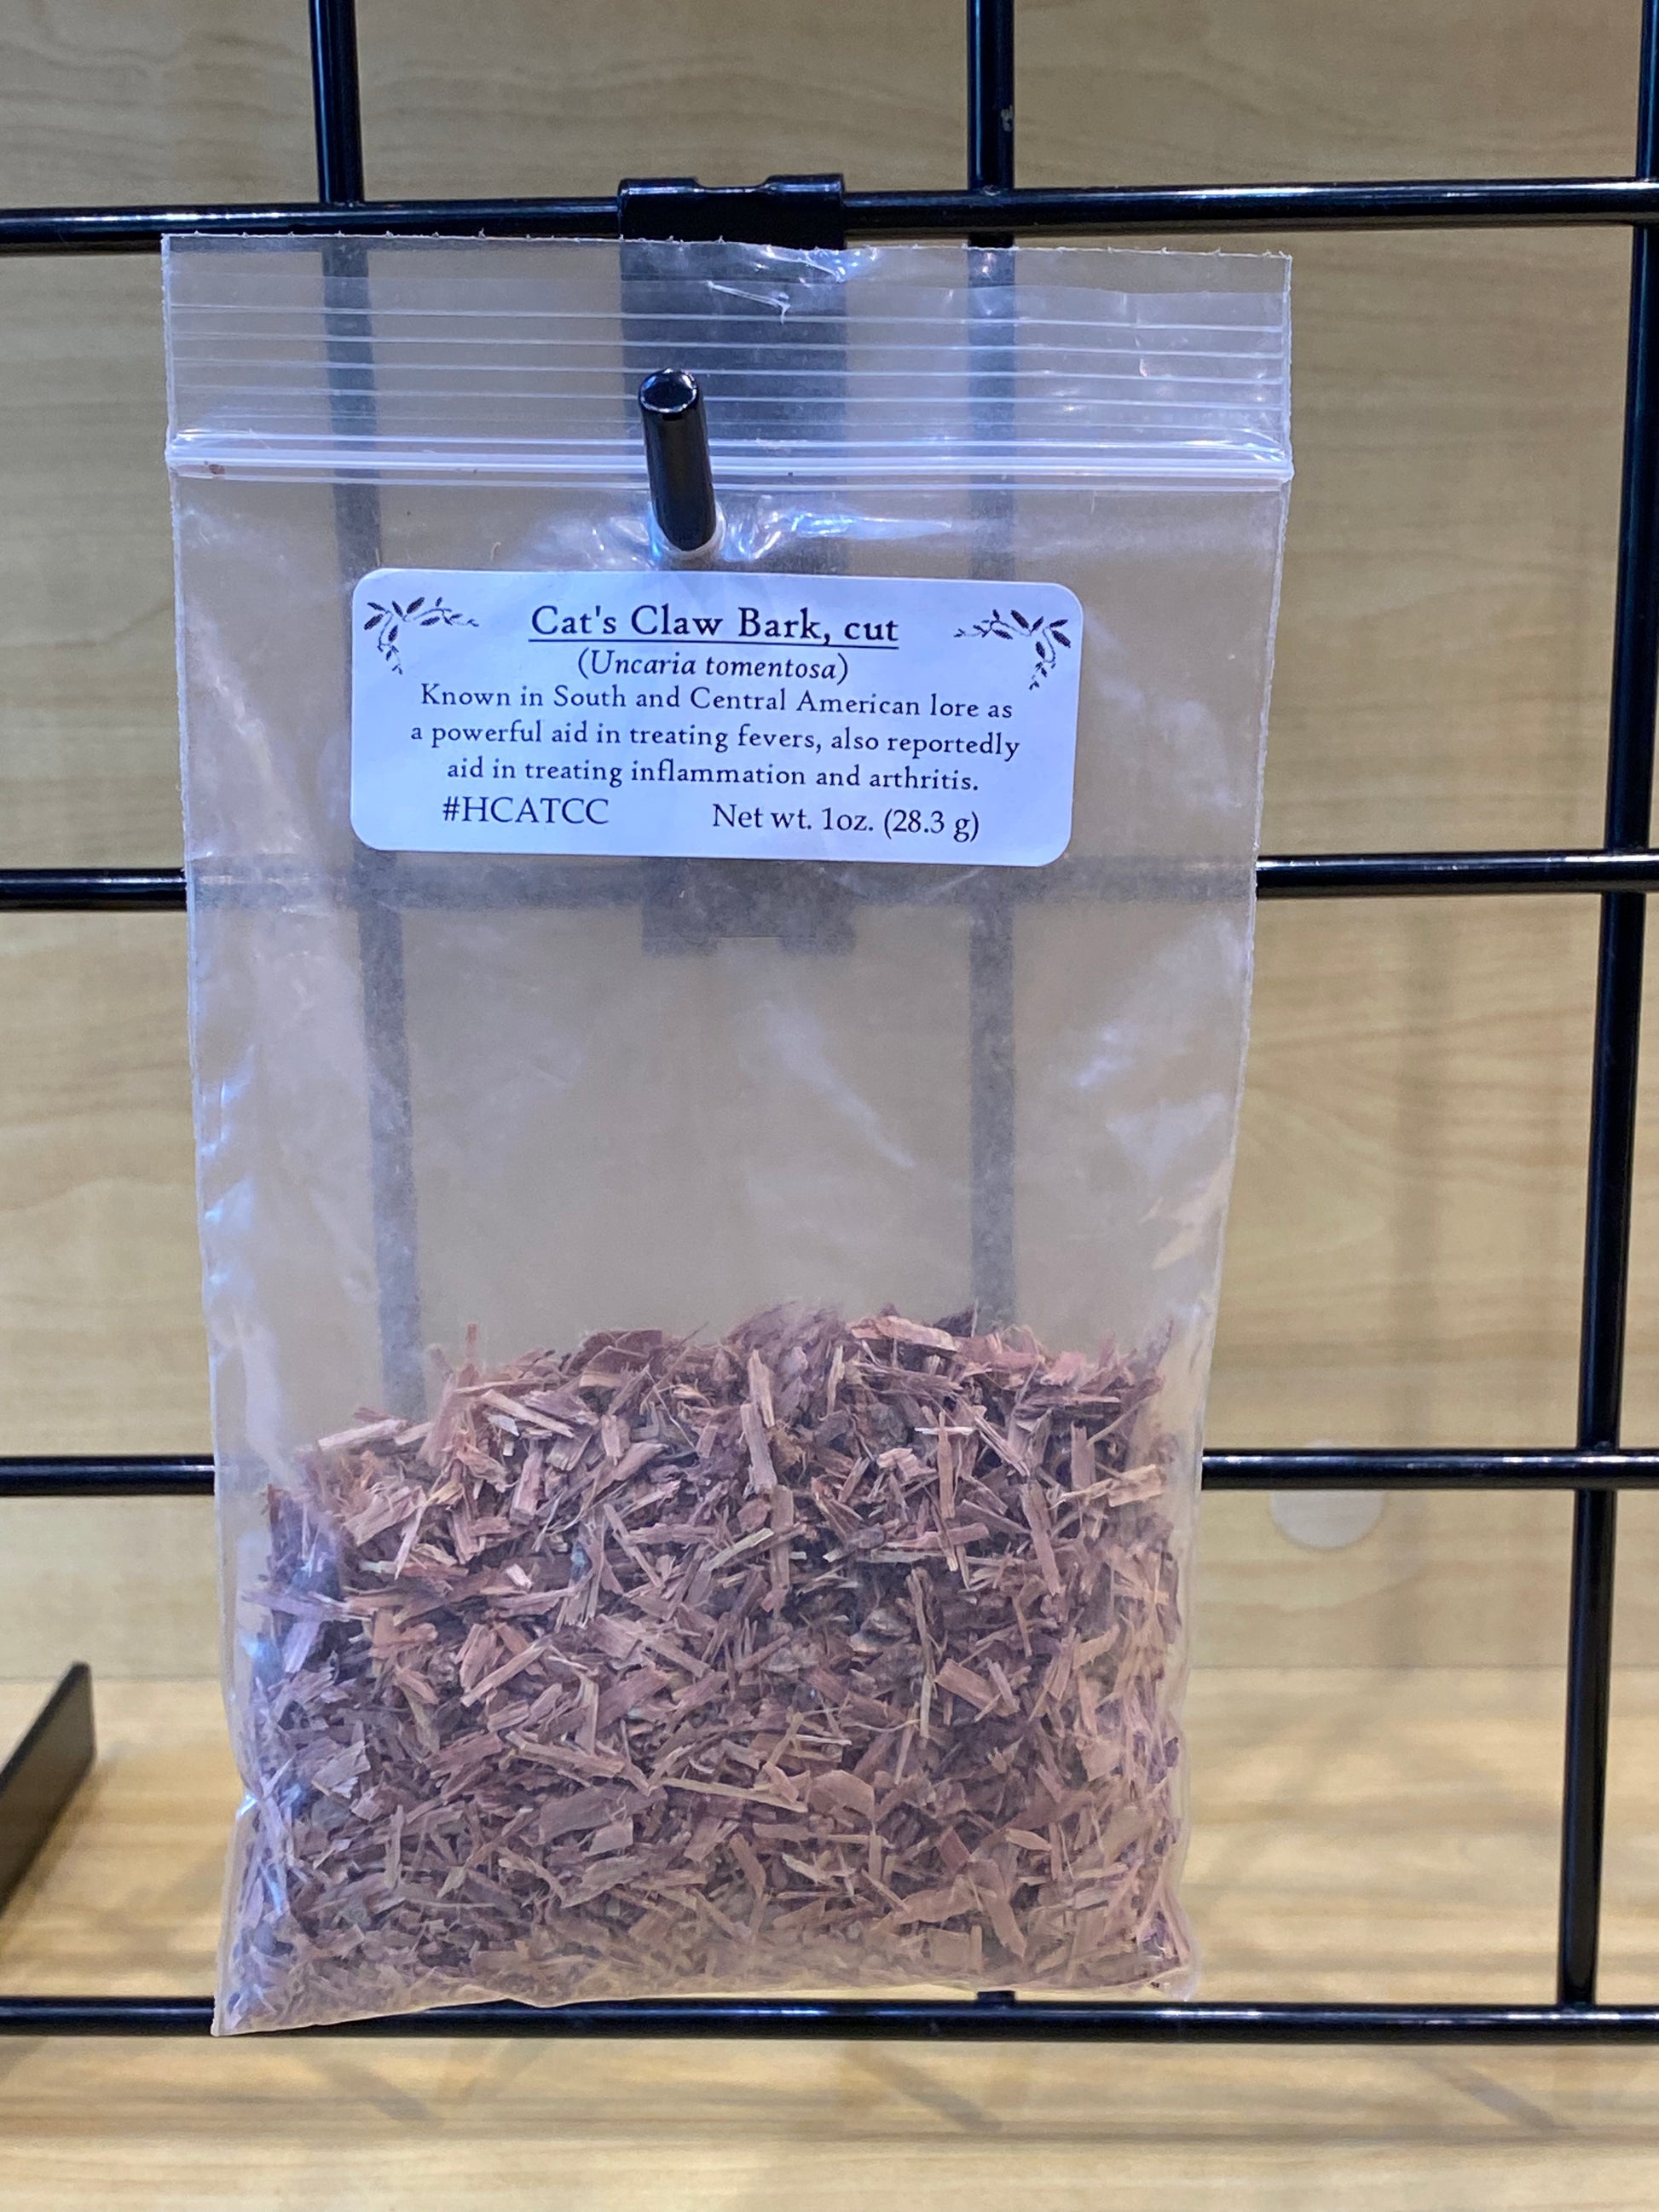 Cat's Claw Bark, cut
(Uncaria tomentosa)
Known in South and Central American lore as
a powerful aid in treating fevers, also reportedly
aid in treating inflammation and arthritis.
#HCATCC Net wt. 1oz. (28.3 g)